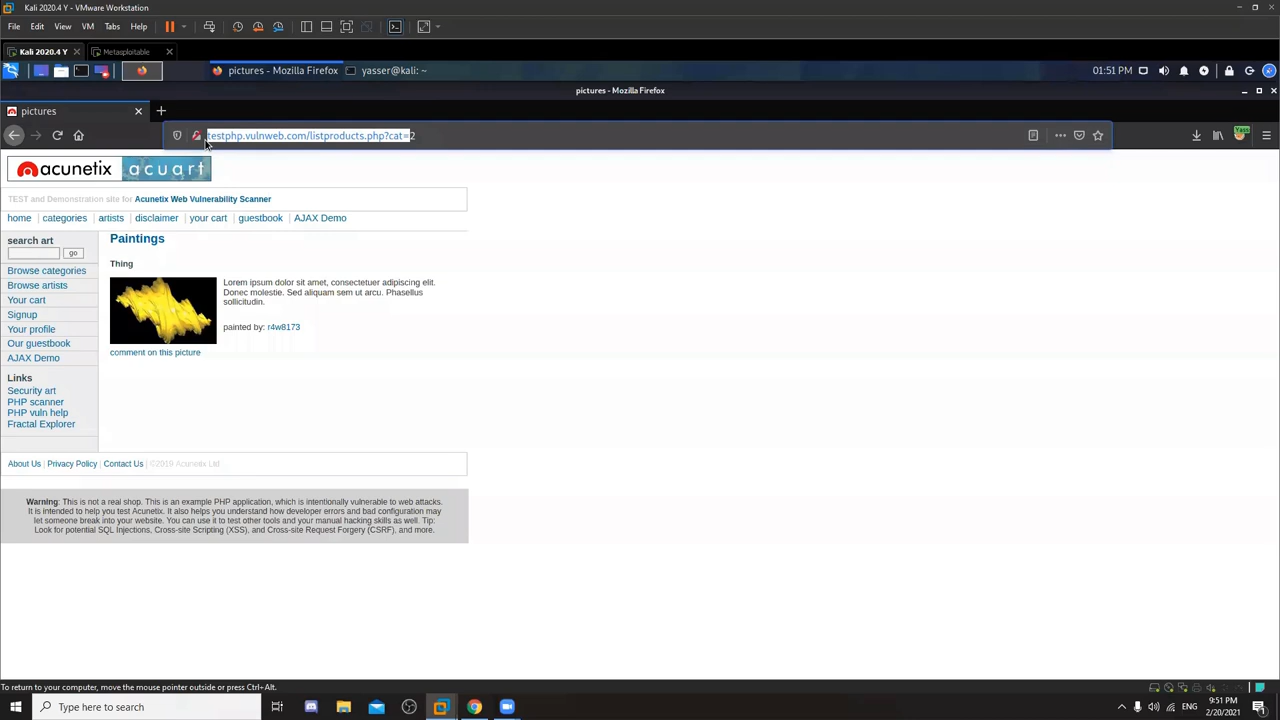 Kali 2020.4 Y - VMware Workstation
File Edit View VM Tabs Help
Kali 2020.4 Y Metasploitable
pictures - Mozilla Firefox yasser@kali: ~ 01:51 PM
pictures - Mozilla Firefox
pictures
testphp.vulnweb.com/listproducts.php?cat=2
Yass
acunetix acuart
TEST and Demonstration site for Acunetix Web Vulnerability Scanner
home | categories | artists | disclaimer | your cart | guestbook | AJAX Demo
search art
go
Browse categories
Browse artists
Your cart
Signup
Your profile
Our guestbook
AJAX Demo
Links
Security art
PHP scanner
PHP vuln help
Fractal Explorer
Paintings
Thing
Lorem ipsum dolor sit amet, consectetuer adipiscing elit.
Donec molestie. Sed aliquam sem ut arcu. Phasellus
sollicitudin.
painted by: r4w8173
comment on this picture
About Us | Privacy Policy | Contact Us | ©2019 Acunetix Ltd
Warning: This is not a real shop. This is an example PHP application, which is intentionally vulnerable to web attacks.
It is intended to help you test Acunetix. It also helps you understand how developer errors and bad configuration may
let someone break into your website. You can use it to test other tools and your manual hacking skills as well. Tip:
Look for potential SQL Injections, Cross-site Scripting (XSS), and Cross-site Request Forgery (CSRF), and more.
To return to your computer, move the mouse pointer outside or press Ctrl+Alt.
Type here to search
ENG
9:51 PM
2/20/2021